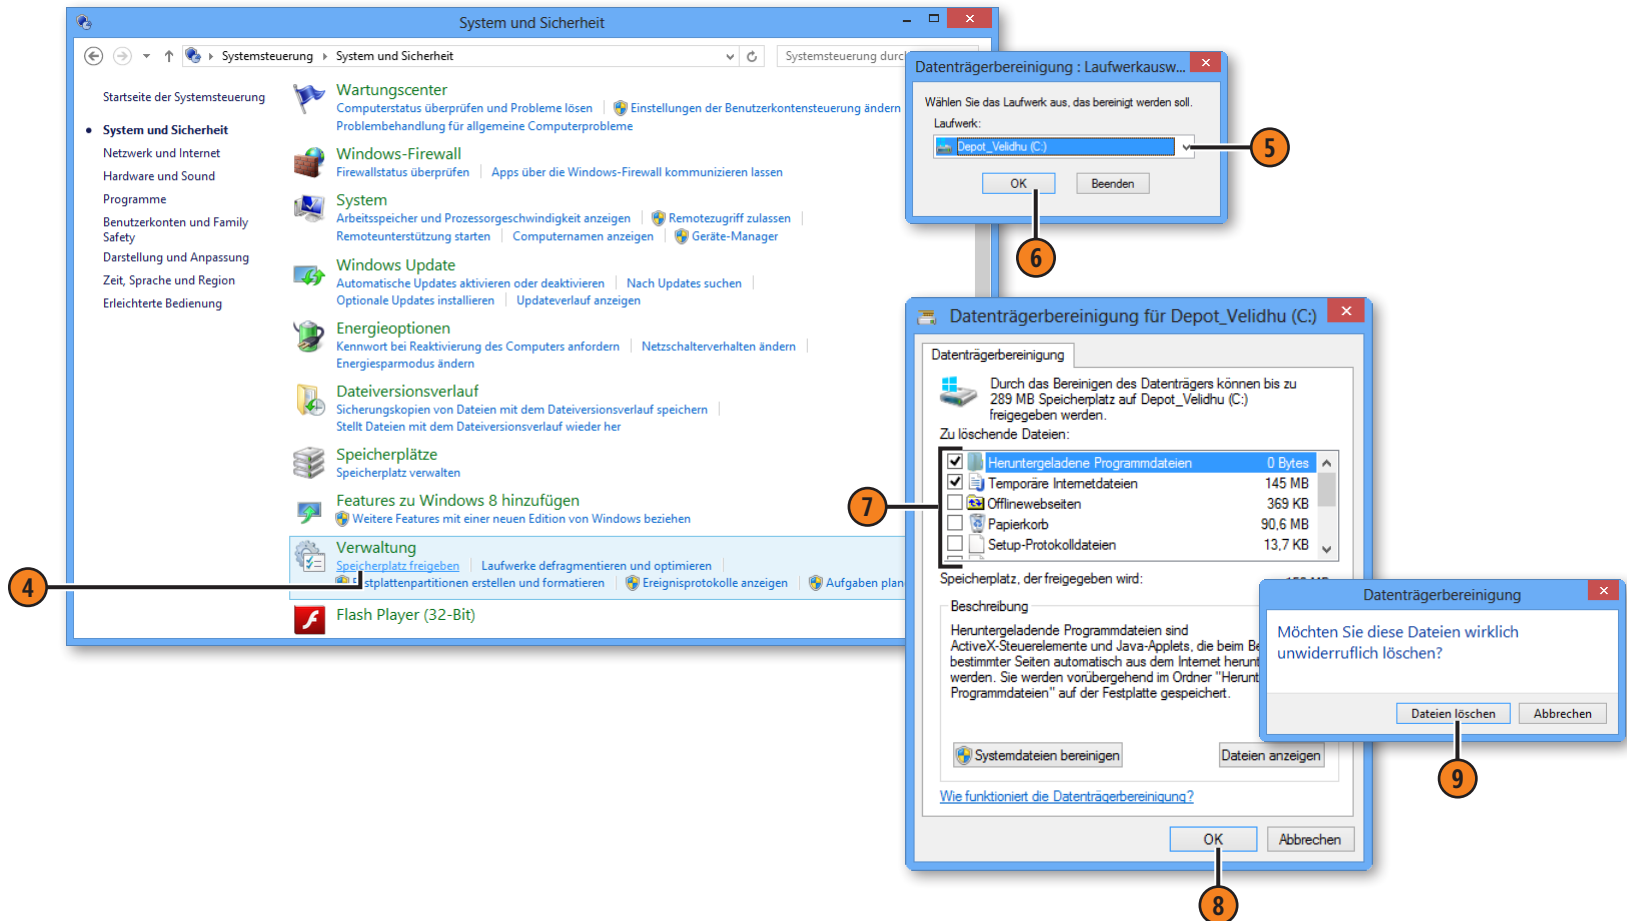 System und Sicherheit
Systemsteuerung
System und Sicherheit
Systemsteuerung durc
Startseite der Systemsteuerung
System und Sicherheit
Netzwerk und Internet
Hardware und Sound
Programme
Benutzerkonten und Family
Safety
Darstellung und Anpassung
Zeit, Sprache und Region
Erleichterte Bedienung
Wartungscenter
Computerstatus überprüfen und Probleme lösen | Einstellungen der Benutzerkontensteuerung ändern
Problembehandlung für allgemeine Computerprobleme
Windows-Firewall
Firewallstatus überprüfen | Apps über die Windows-Firewall kommunizieren lassen
System
Arbeitsspeicher und Prozessorgeschwindigkeit anzeigen | Remotezugriff zulassen
Remoteunterstützung starten | Computernamen anzeigen | Geräte-Manager
Windows Update
Automatische Updates aktivieren oder deaktivieren | Nach Updates suchen
Optionale Updates installieren | Updateverlauf anzeigen
Energieoptionen
Kennwort bei Reaktivierung des Computers anfordern | Netzschalterverhalten ändern
Energiesparmodus ändern
Dateiversionsverlauf
Sicherungskopien von Dateien mit dem Dateiversionsverlauf speichern
Stellt Dateien mit dem Dateiversionsverlauf wieder her
Speicherplätze
Speicherplatz verwalten
Features zu Windows 8 hinzufügen
Weitere Features mit einer neuen Edition von Windows beziehen
Verwaltung
Speicherplatz freigeben | Laufwerke defragmentieren und optimieren
stplattenpartitionen erstellen und formatieren | Ereignisprotokolle anzeigen | Aufgaben plan
Flash Player (32-Bit)
4
Datenträgerbereinigung : Laufwerkausw...
Wählen Sie das Laufwerk aus, das bereinigt werden soll.
Laufwerk:
Depot_Velidhu (C:)
OK
Beenden
5
6
Datenträgerbereinigung für Depot_Velidhu (C:)
Datenträgerbereinigung
Durch das Bereinigen des Datenträgers können bis zu
289 MB Speicherplatz auf Depot_Velidhu (C:)
freigegeben werden.
Zu löschende Dateien:
Heruntergeladene Programmdateien 0 Bytes
Temporäre Internetdateien 145 MB
Offlinewebseiten 369 KB
Papierkorb 90,6 MB
Setup-Protokolldateien 13,7 KB
7
Speicherplatz, der freigegeben wird:
Beschreibung
Heruntergeladende Programmdateien sind
ActiveX-Steuerelemente und Java-Applets, die beim Be
bestimmter Seiten automatisch aus dem Internet herunt
werden. Sie werden vorübergehend im Ordner "Herunt
Programmdateien" auf der Festplatte gespeichert.
Systemdateien bereinigen
Dateien anzeigen
Wie funktioniert die Datenträgerbereinigung?
OK
Abbrechen
8
Datenträgerbereinigung
Möchten Sie diese Dateien wirklich
unwiderruflich löschen?
Dateien löschen
Abbrechen
9